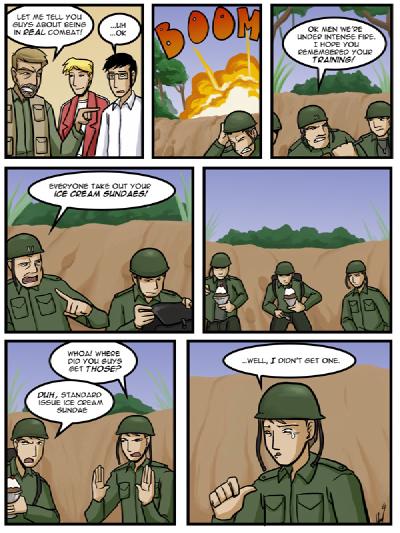 LET ME TELL YOU
GUYS ABOUT BEING
IN REAL COMBAT!
...UH
...OK
BOOM
OK MEN WE'RE
UNDER INTENSE FIRE.
I HOPE YOU
REMEMBERED YOUR
TRAINING!
EVERYONE TAKE OUT YOUR
ICE CREAM SUNDAES!
WHOA! WHERE
DID YOU GUYS
GET THOSE?
DUH, STANDARD
ISSUE ICE CREAM
SUNDAE
...WELL, I DIDN'T GET ONE.